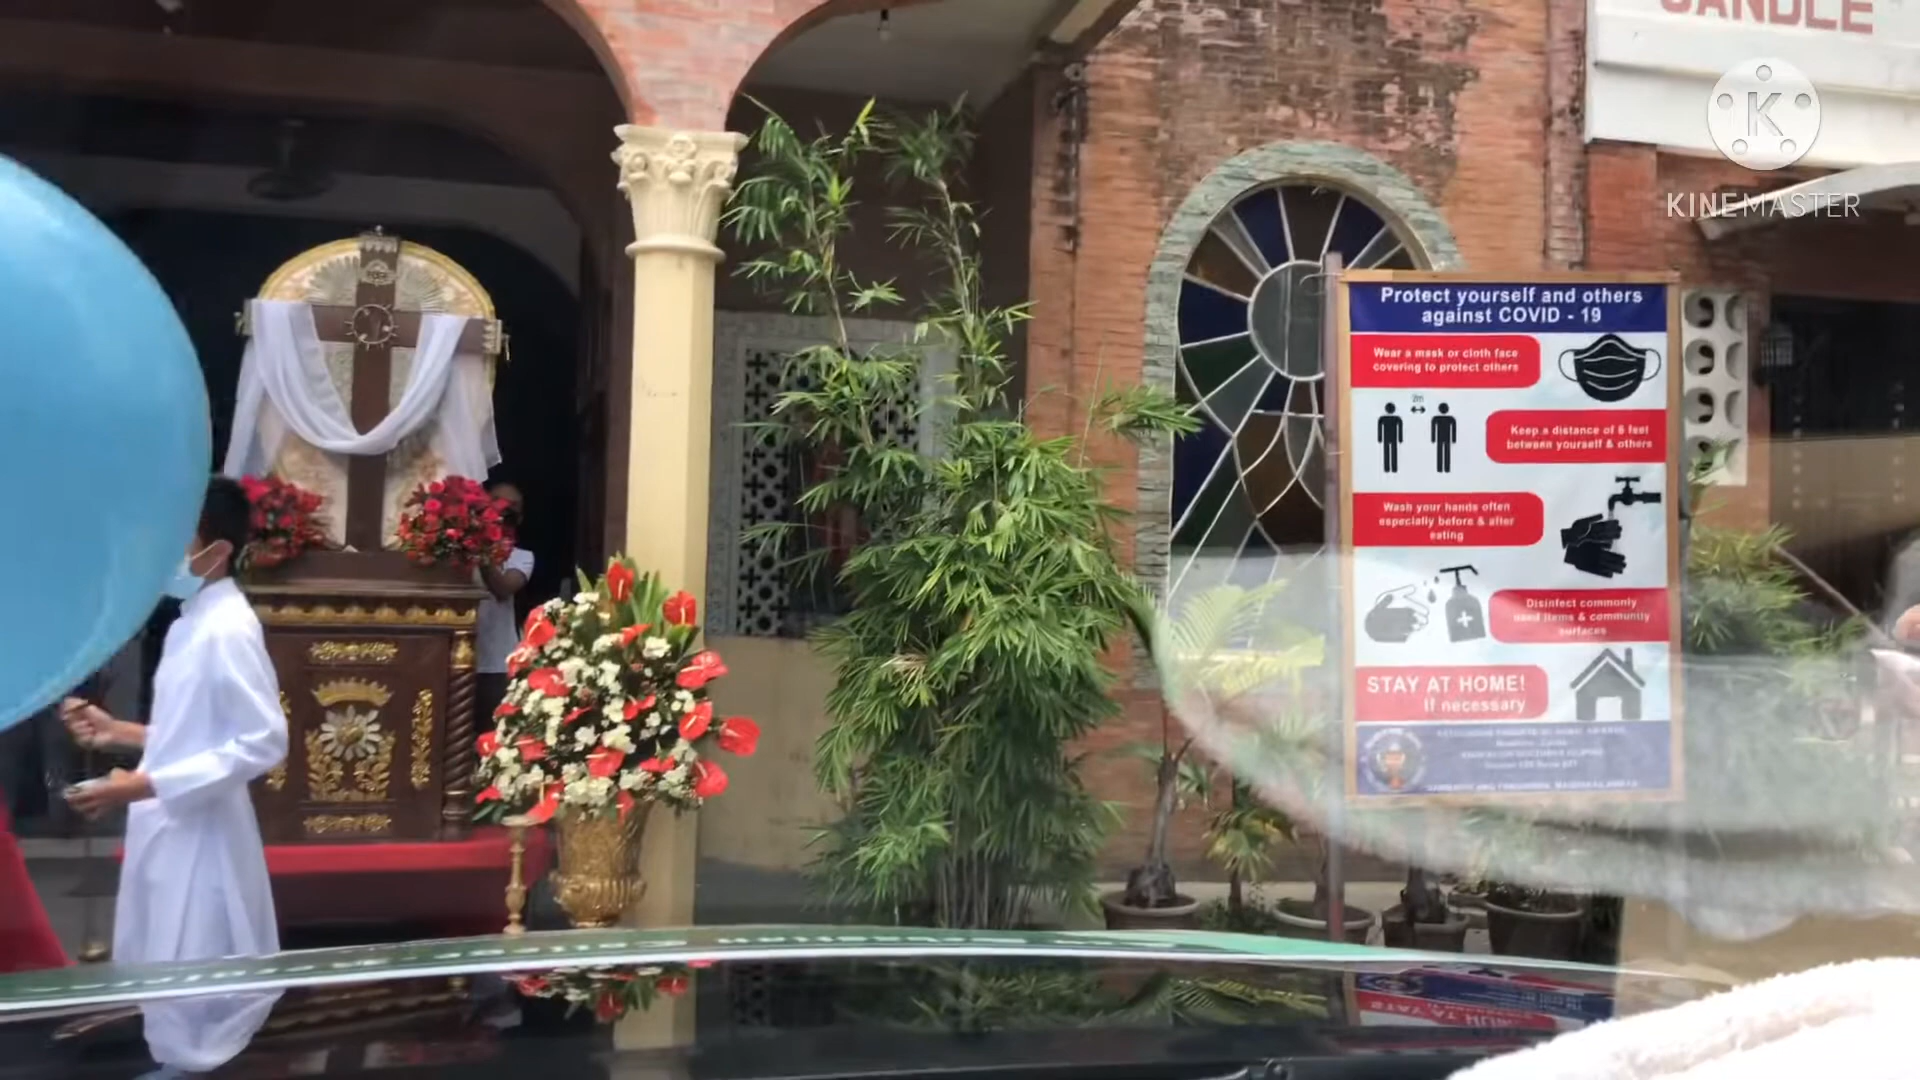 CANDLE
K
KINEMASTER
Protect yourself and others
against COVID - 19
Wear a mask or cloth face
covering to protect others
2m
Keep a distance of 6 feet
between yourself & others
Wash your hands often
especially before & after
eating
Disinfect commonly
used items & community
surfaces
STAY AT HOME!
If necessary